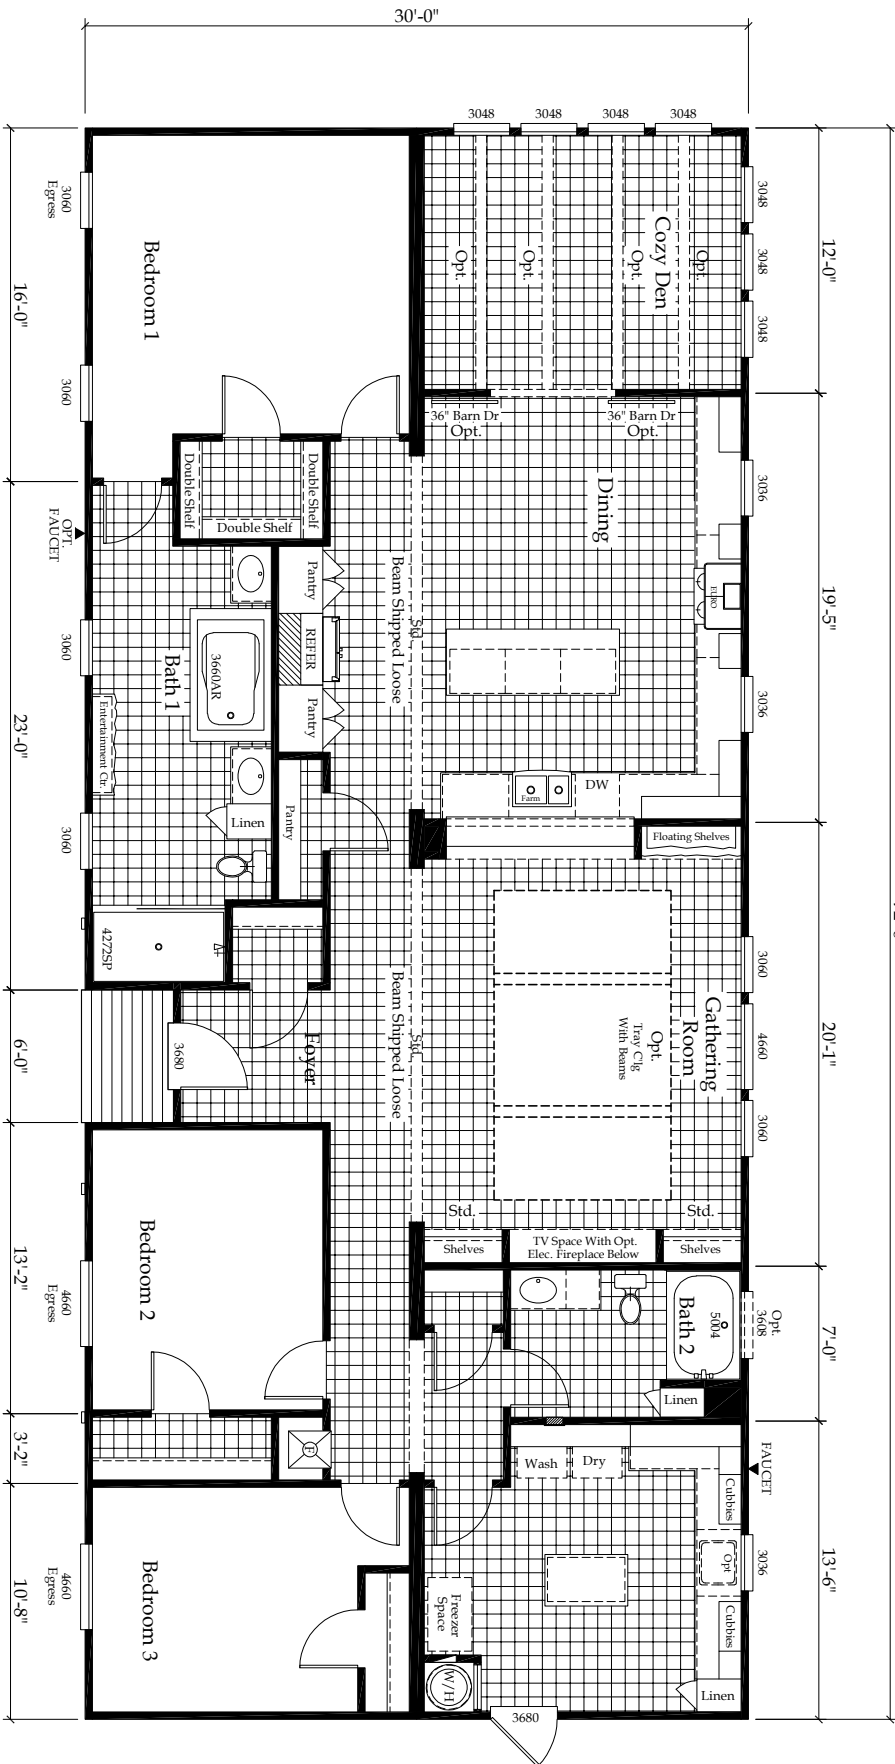 30'-0"
3048
3048
3048
3048
3060
Egress
3048
Cozy Den
Opt.
Opt.
Opt.
Opt.
12'-0"
3048
Bedroom 1
16'-0"
3048
3060
36" Barn Dr
Opt.
36" Barn Dr
Opt.
Double Shelf
Double Shelf
Double Shelf
Dining
3036
OPT.
FAUCET
Pantry
Beam Shipped Loose
Std.
EURO
19'-5"
3060
Bath 1
3660AR
REFER
Entertainment Ctr.
Pantry
3036
23'-0"
DW
Farm
Linen
Pantry
3060
Floating Shelves
4272SP
3060
Gathering
Room
Beam Shipped Loose
Std.
Opt.
Tray C'lg
With Beams
4660
20'-1"
6'-0"
3680
Foyer
3060
Std.
Std.
Shelves
TV Space With Opt.
Elec. Fireplace Below
Shelves
Bedroom 2
13'-2"
4660
Egress
Bath 2
5004
Opt.
3608
7'-0"
Linen
3'-2"
F
Wash
Dry
FAUCET
Cubbies
Opt
3036
13'-6"
Bedroom 3
10'-8"
4660
Egress
Freezer
Space
Cubbies
W/H
Linen
3680